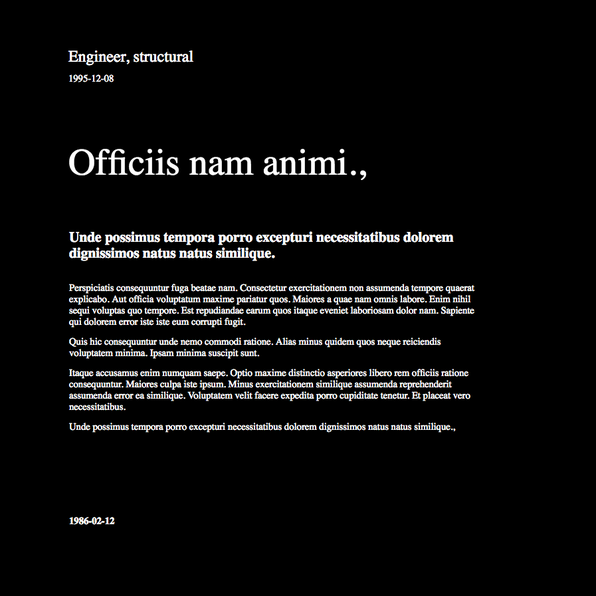 Engineer, structural
1995-12-08
Officiis nam animi.,
Unde possimus tempora porro excepturi necessitatibus dolorem
dignissimos natus natus similique.
Perspiciatis consequuntur fuga beatae nam. Consectetur exercitationem non assumenda tempore quaerat
explicabo. Aut officia voluptatum maxime pariatur quos. Maiores a quae nam omnis labore. Enim nihil
sequi voluptas quo tempore. Est repudiandae earum quos itaque eveniet laboriosam dolor nam. Sapiente
qui dolorem error iste iste eum corrupti fugit.
Quis hic consequuntur unde nemo commodi ratione. Alias minus quidem quos neque reiciendis
voluptatem minima. Ipsam minima suscipit sunt.
Itaque accusamus enim numquam saepe. Optio maxime distinctio asperiores libero rem officiis ratione
consequuntur. Maiores culpa iste ipsum. Minus exercitationem similique assumenda reprehenderit
assumenda error ea similique. Voluptatem velit facere expedita porro cupiditate tenetur. Et placeat vero
necessitatibus.
Unde possimus tempora porro excepturi necessitatibus dolorem dignissimos natus natus similique.,
1986-02-12